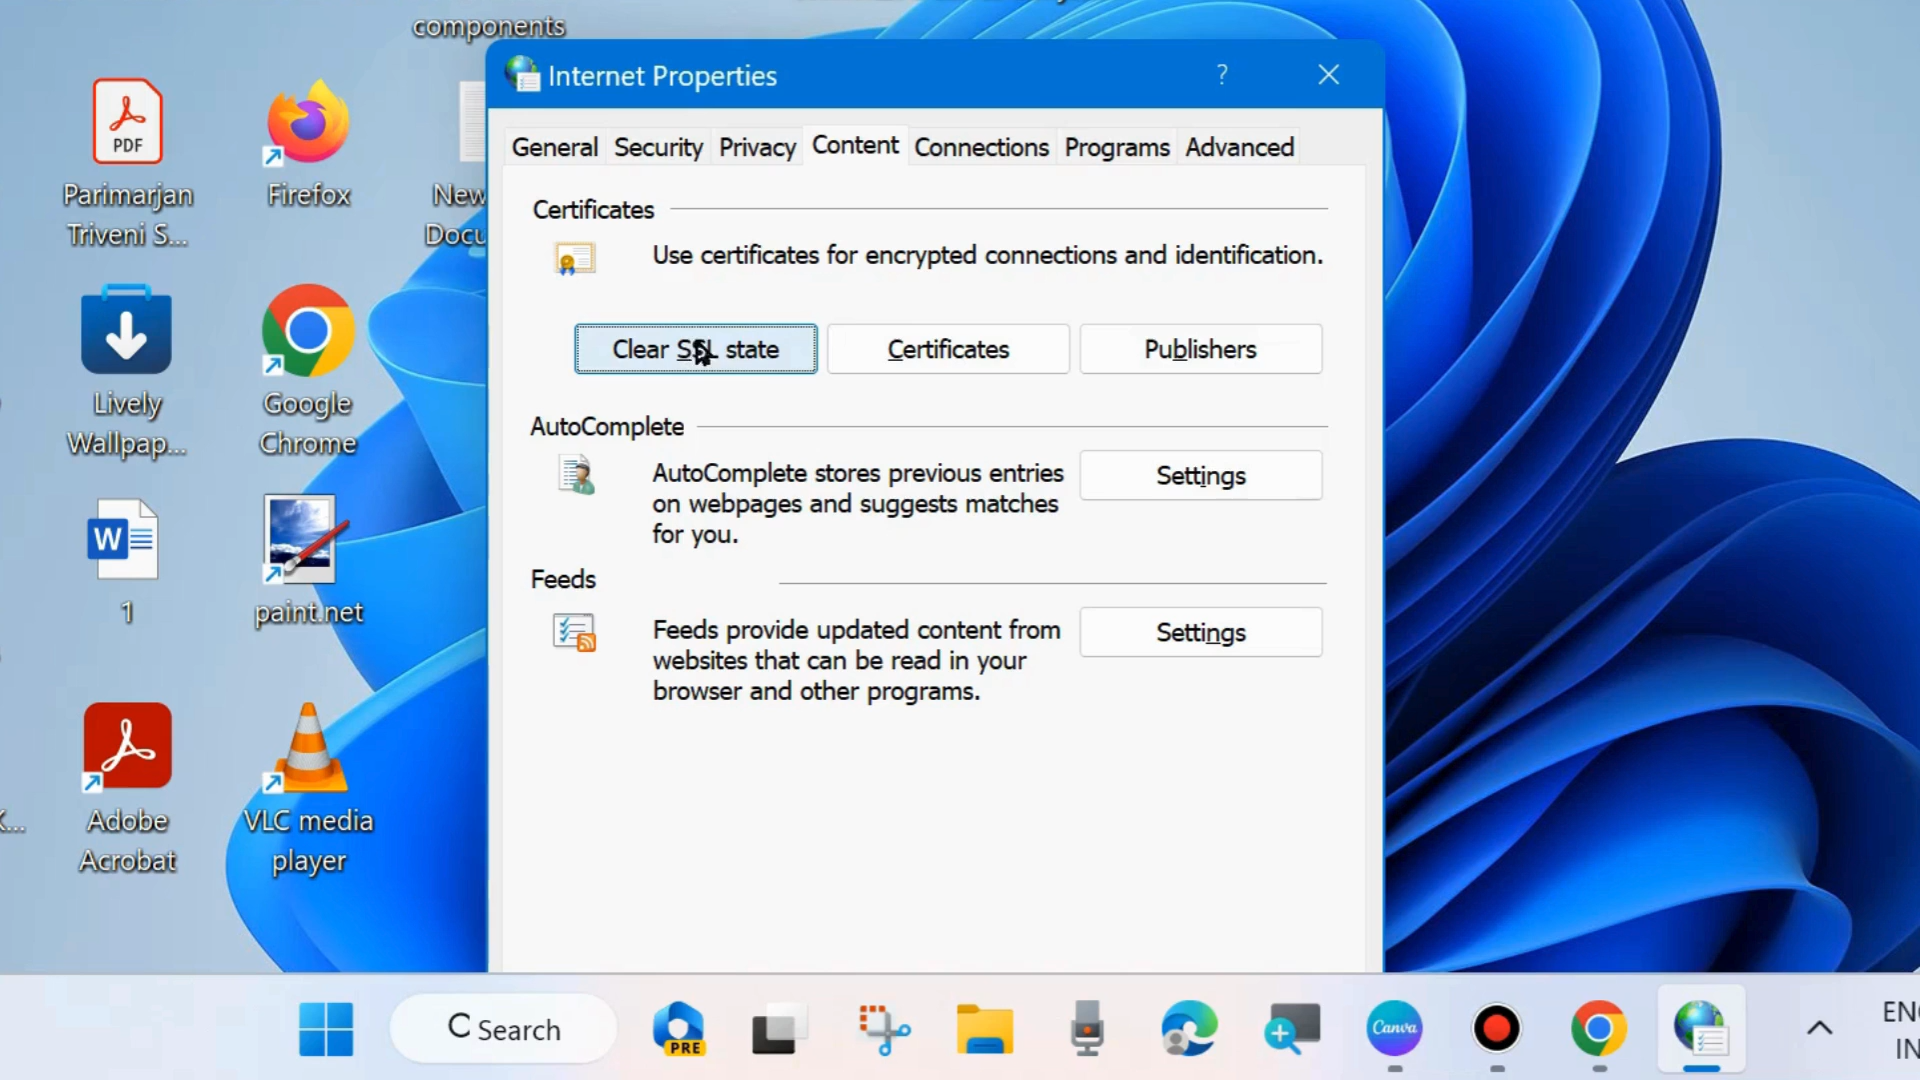 components
Internet Properties
?
General Security Privacy Content Connections Programs Advanced
Certificates
Use certificates for encrypted connections and identification.
Clear SSL state
Certificates
Publishers
AutoComplete
AutoComplete stores previous entries
on webpages and suggests matches
for you.
Settings
Feeds
Feeds provide updated content from
websites that can be read in your
browser and other programs.
Settings
PDF
Parimarjan
Triveni S...
Firefox
New
Docu
Lively
Wallpap...
Google
Chrome
W
1
paint.net
Adobe
Acrobat
VLC media
player
Search
PRE
Canva
ENG
IN